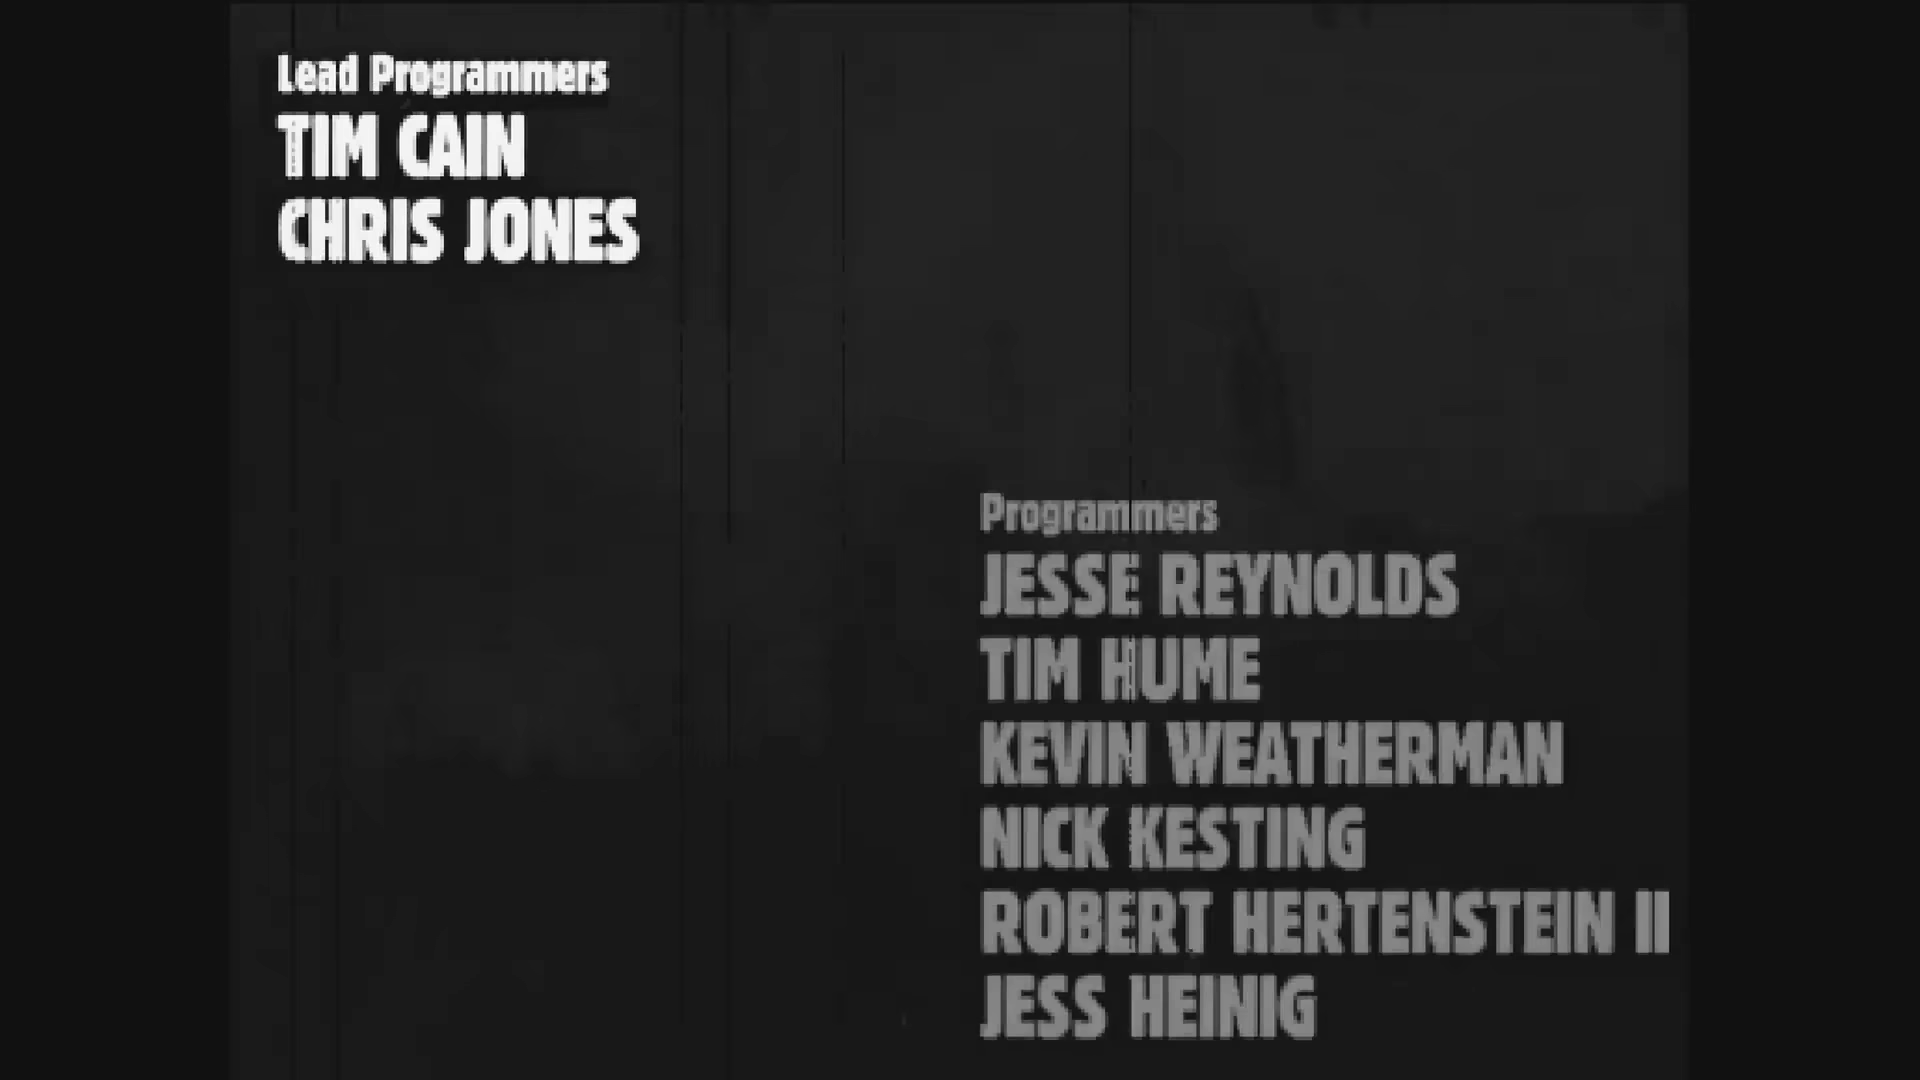 Lead Programmers
TIM CAIN
CHRIS JONES
Programmers
JESSE REYNOLDS
TIM HUME
KEVIN WEATHERMAN
NICK KESTING
ROBERT HERTENSTEIN II
JESS HEINIG